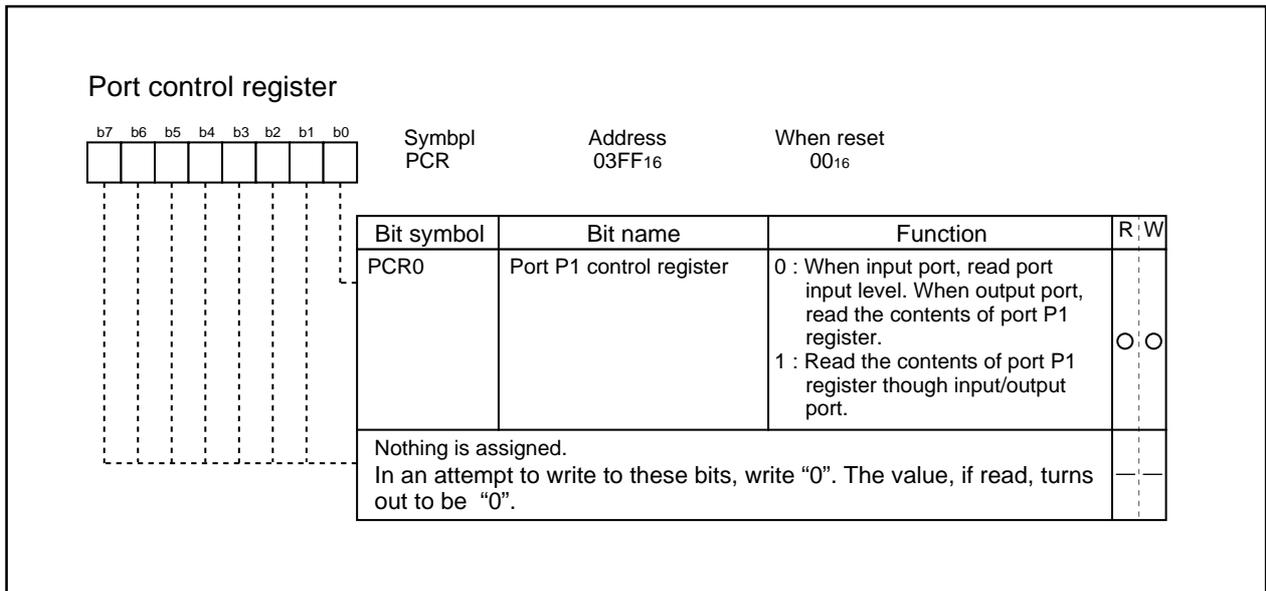 Port control register
b7 b6 b5 b4 b3 b2 b1 b0
Symbpl Address When reset
PCR 03FF16 0016
Bit symbol Bit name Function R W
PCR0 Port P1 control register 0 : When input port, read port
input level. When output port,
read the contents of port P1
register.
1 : Read the contents of port P1
register though input/output
port.
Nothing is assigned.
In an attempt to write to these bits, write “0”. The value, if read, turns
out to be “0”.